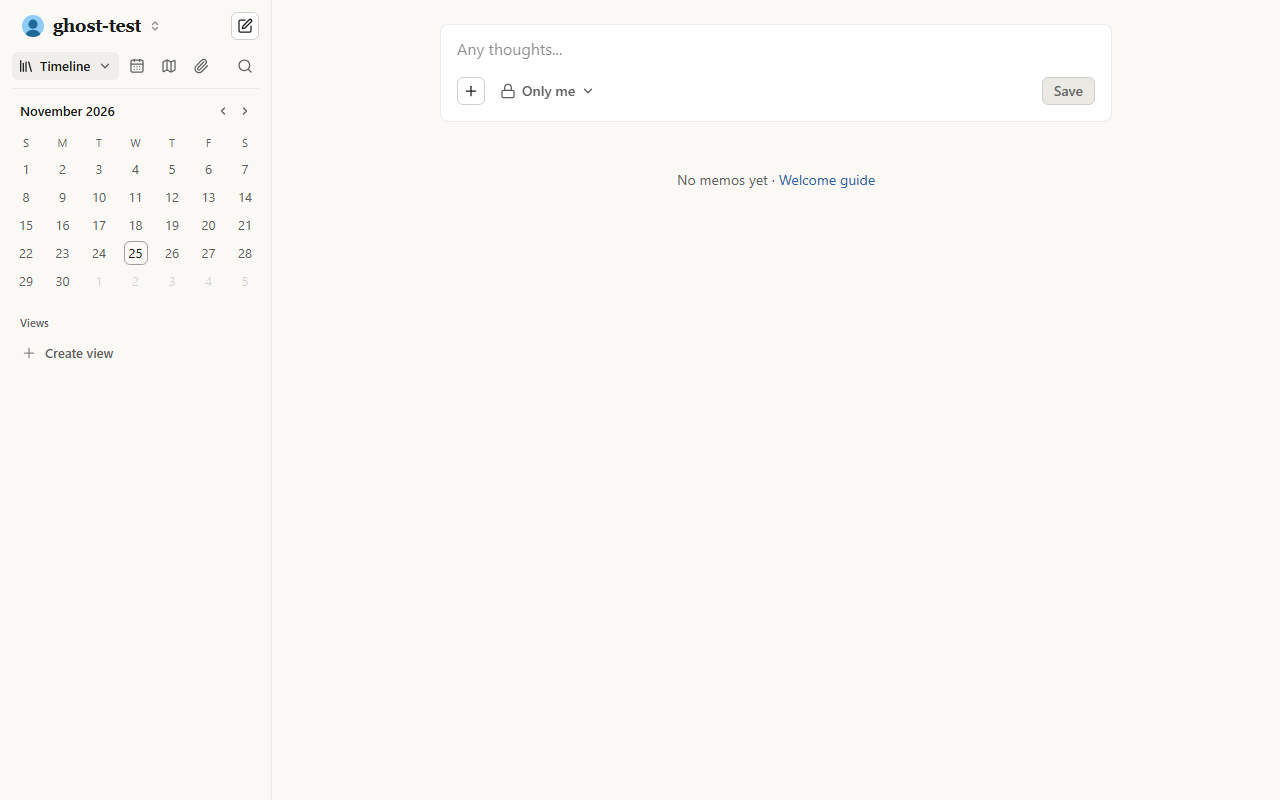 ghost-test
Timeline
November 2026
S M T W T F S
1 2 3 4 5 6 7
8 9 10 11 12 13 14
15 16 17 18 19 20 21
22 23 24 25 26 27 28
29 30 1 2 3 4 5
Views
Create view
Any thoughts...
Only me
Save
No memos yet · Welcome guide